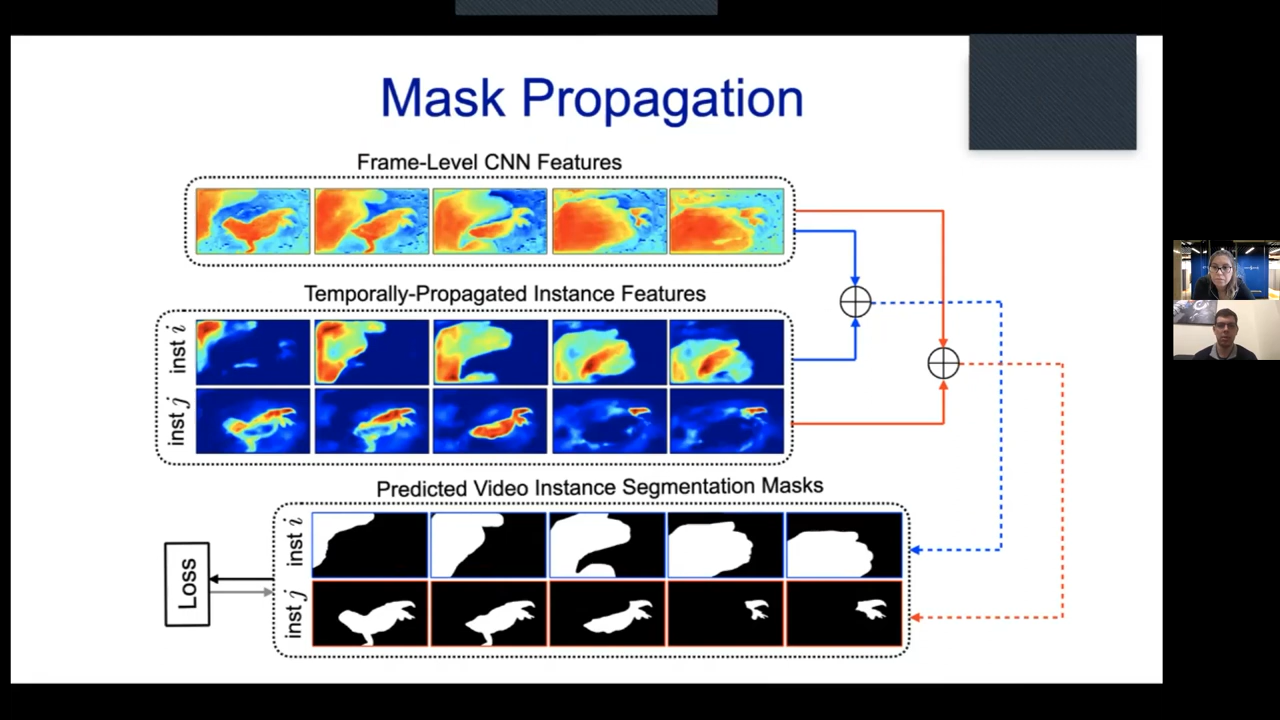 Mask Propagation
Frame-Level CNN Features
Temporally-Propagated Instance Features
inst i
inst j
Predicted Video Instance Segmentation Masks
inst i
inst j
Loss